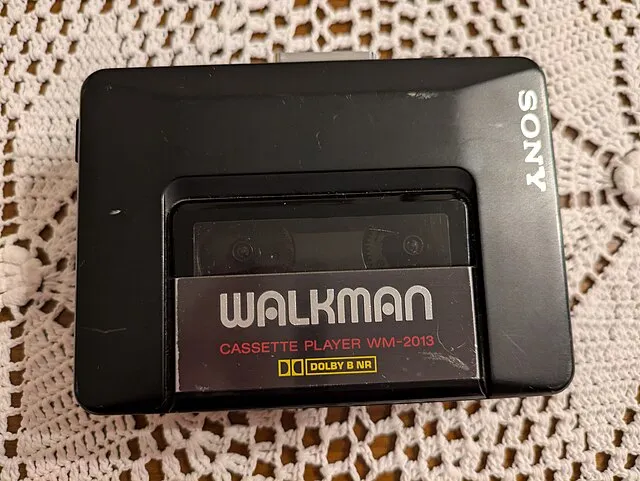 SONY
WALKMAN
CASSETTE PLAYER WM-2013
DOLBY B NR